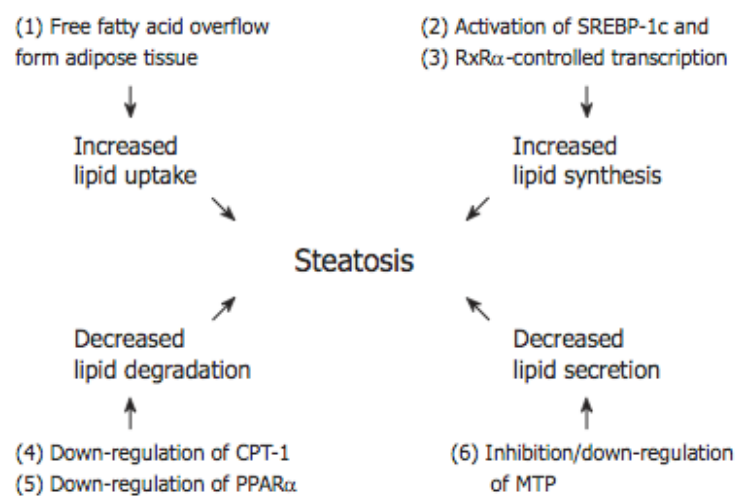 (1) Free fatty acid overflow
form adipose tissue
(2) Activation of SREBP-1c and
(3) RxRα-controlled transcription
Increased
lipid uptake
Increased
lipid synthesis
Steatosis
Decreased
lipid degradation
Decreased
lipid secretion
(4) Down-regulation of CPT-1
(5) Down-regulation of PPARα
(6) Inhibition/down-regulation
of MTP